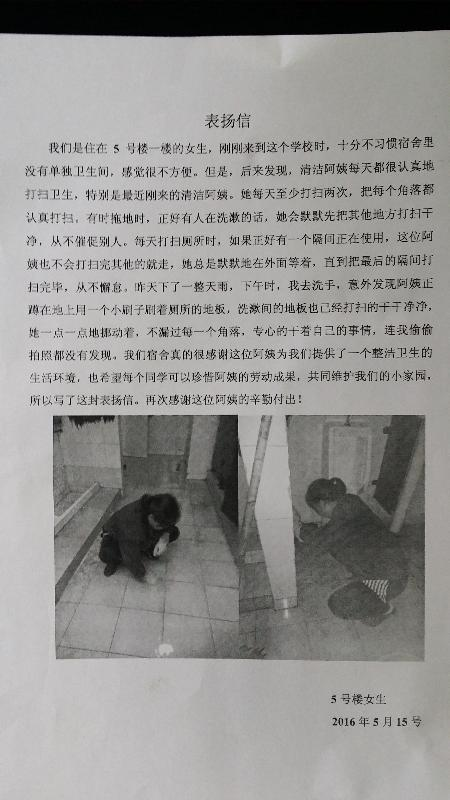 表扬信
我们是住在 5 号楼一楼的女生，刚刚来到这个学校时，十分不习惯宿舍里
没有单独卫生间，感觉很不方便。但是，后来发现，清洁阿姨每天都很认真地
打扫卫生，特别是最近刚来的清洁阿姨。她每天至少打扫两次，把每个角落都
认真打扫。有时拖地时，正好有人在洗漱的话，她会默默先把其他地方打扫干
净，从不催促别人。每天打扫厕所时，如果正好有一个隔间正在使用，这位阿
姨也不会打扫完其他的就走，她总是默默地在外面等着，直到把最后的隔间打
扫完毕，从不懈怠。昨天下了一整天雨，下午时，我去洗手，意外发现阿姨正
蹲在地上用一个小刷子刷着厕所的地板，洗漱间的地板也已经打扫的干干净净，
她一点一点地挪动着，不漏过每一个角落，专心的干着自己的事情，连我偷偷
拍照都没有发现。我们宿舍真的很感谢这位阿姨为我们提供了一个整洁卫生的
生活环境，也希望每个同学可以珍惜阿姨的劳动成果，共同维护我们的小家园，
所以写了这封表扬信。再次感谢这位阿姨的辛勤付出！
5 号楼女生
2016 年 5 月 15 号